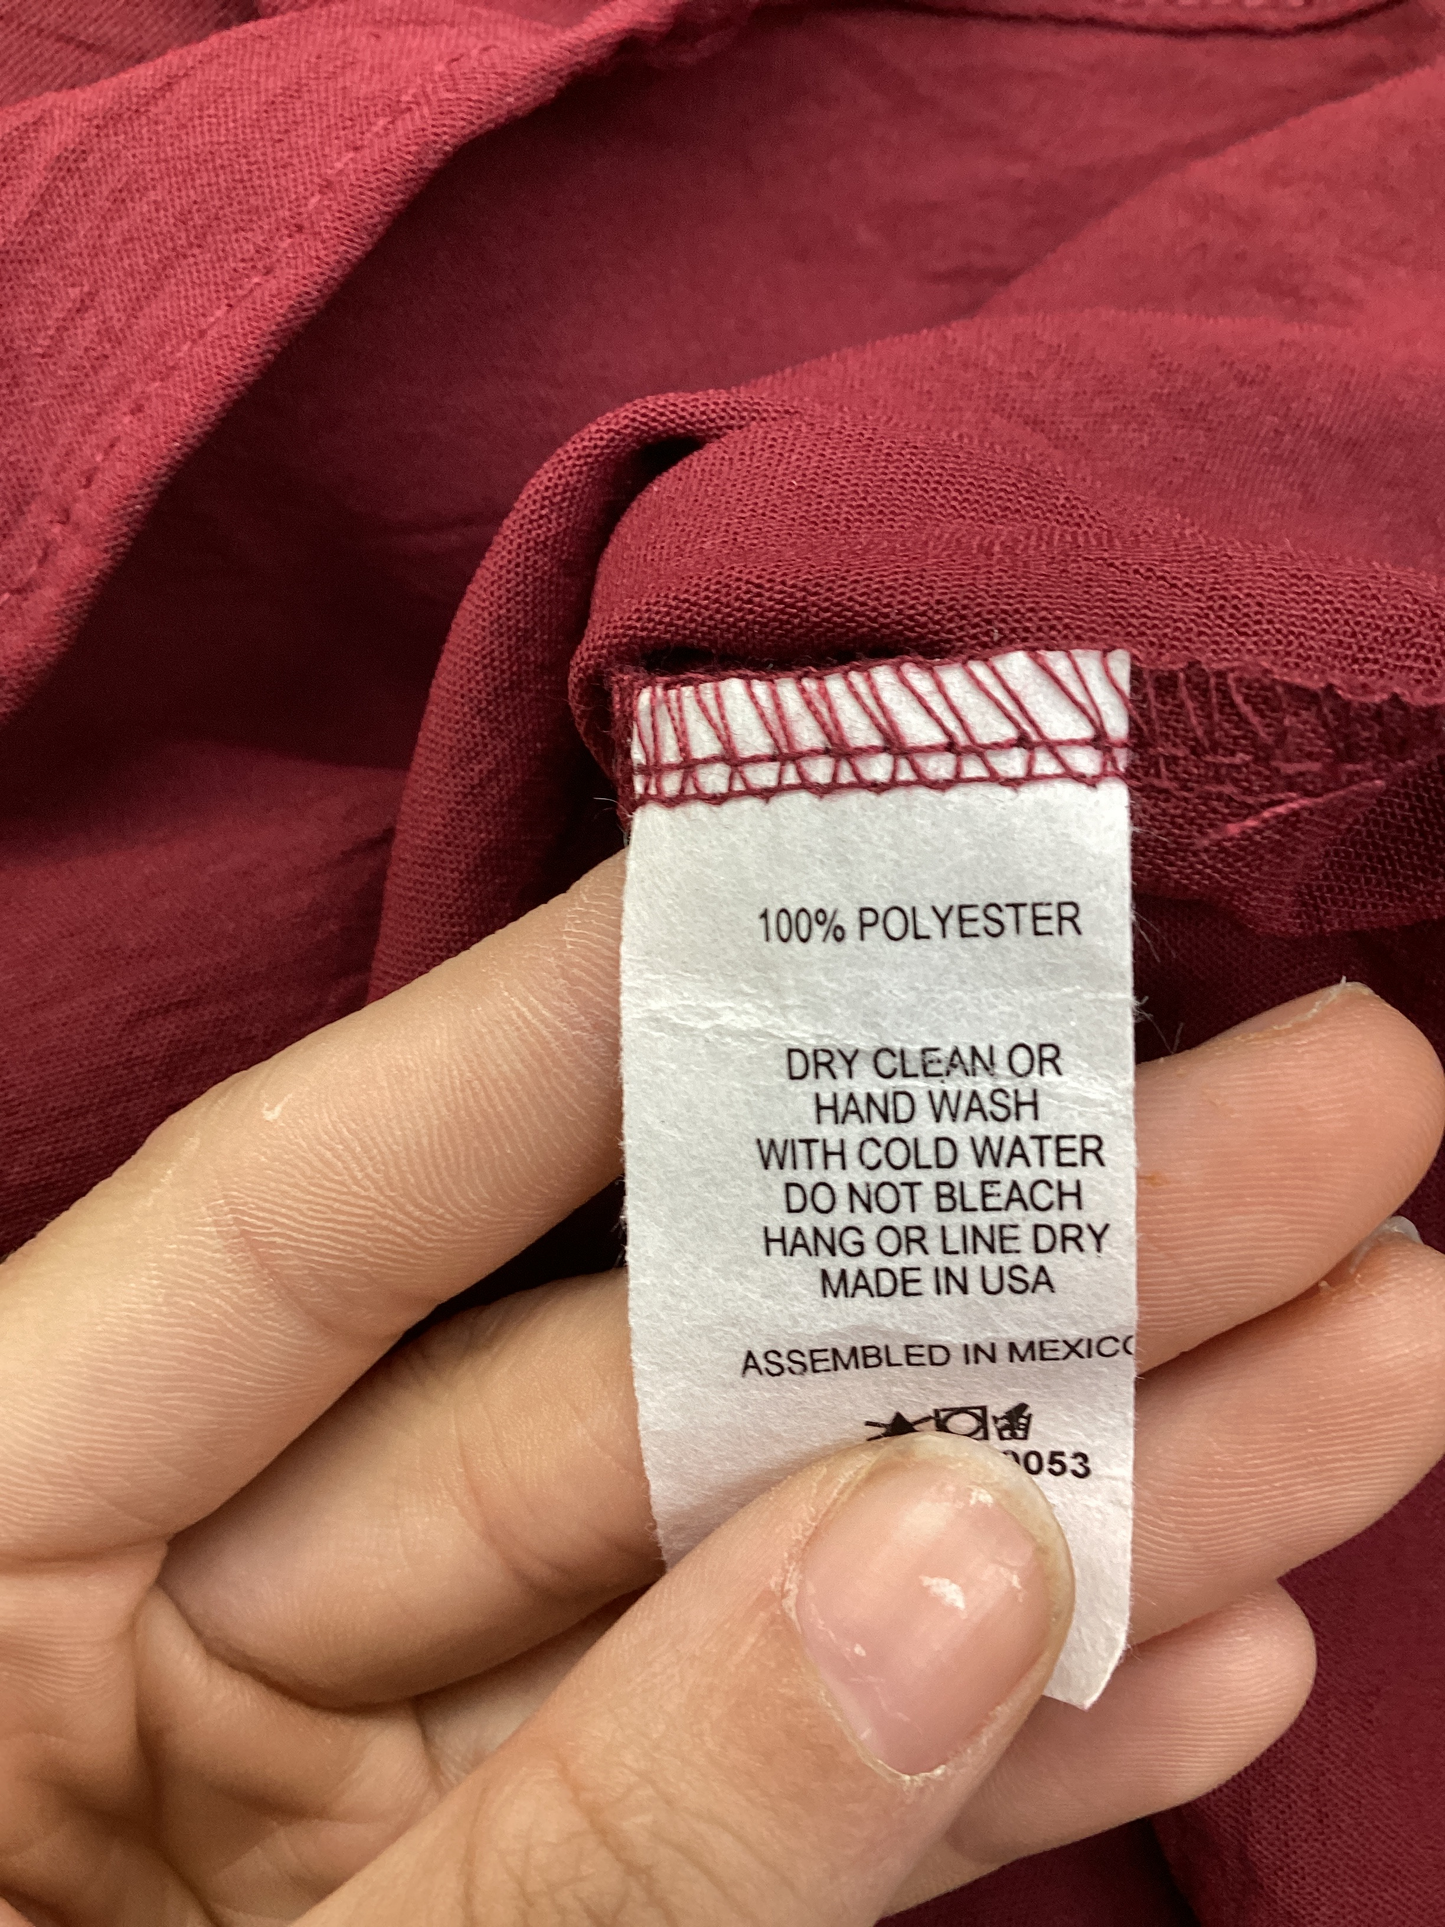 100% POLYESTER
DRY CLEAN OR
HAND WASH
WITH COLD WATER
DO NOT BLEACH
HANG OR LINE DRY
MADE IN USA
ASSEMBLED IN MEXICO
0053